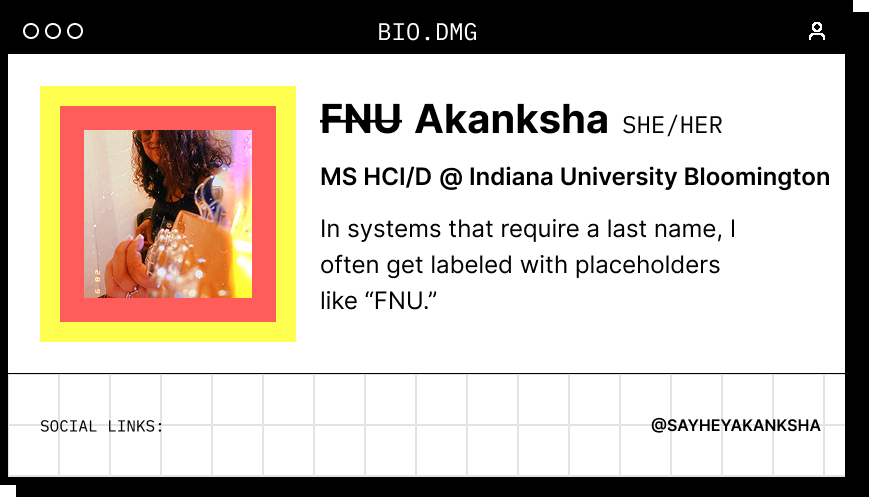 BIO.DMG
FNU Akanksha SHE/HER
MS HCI/D @ Indiana University Bloomington
In systems that require a last name, I
often get labeled with placeholders
like “FNU.”
SOCIAL LINKS:
@SAYHEYAKANKSHA